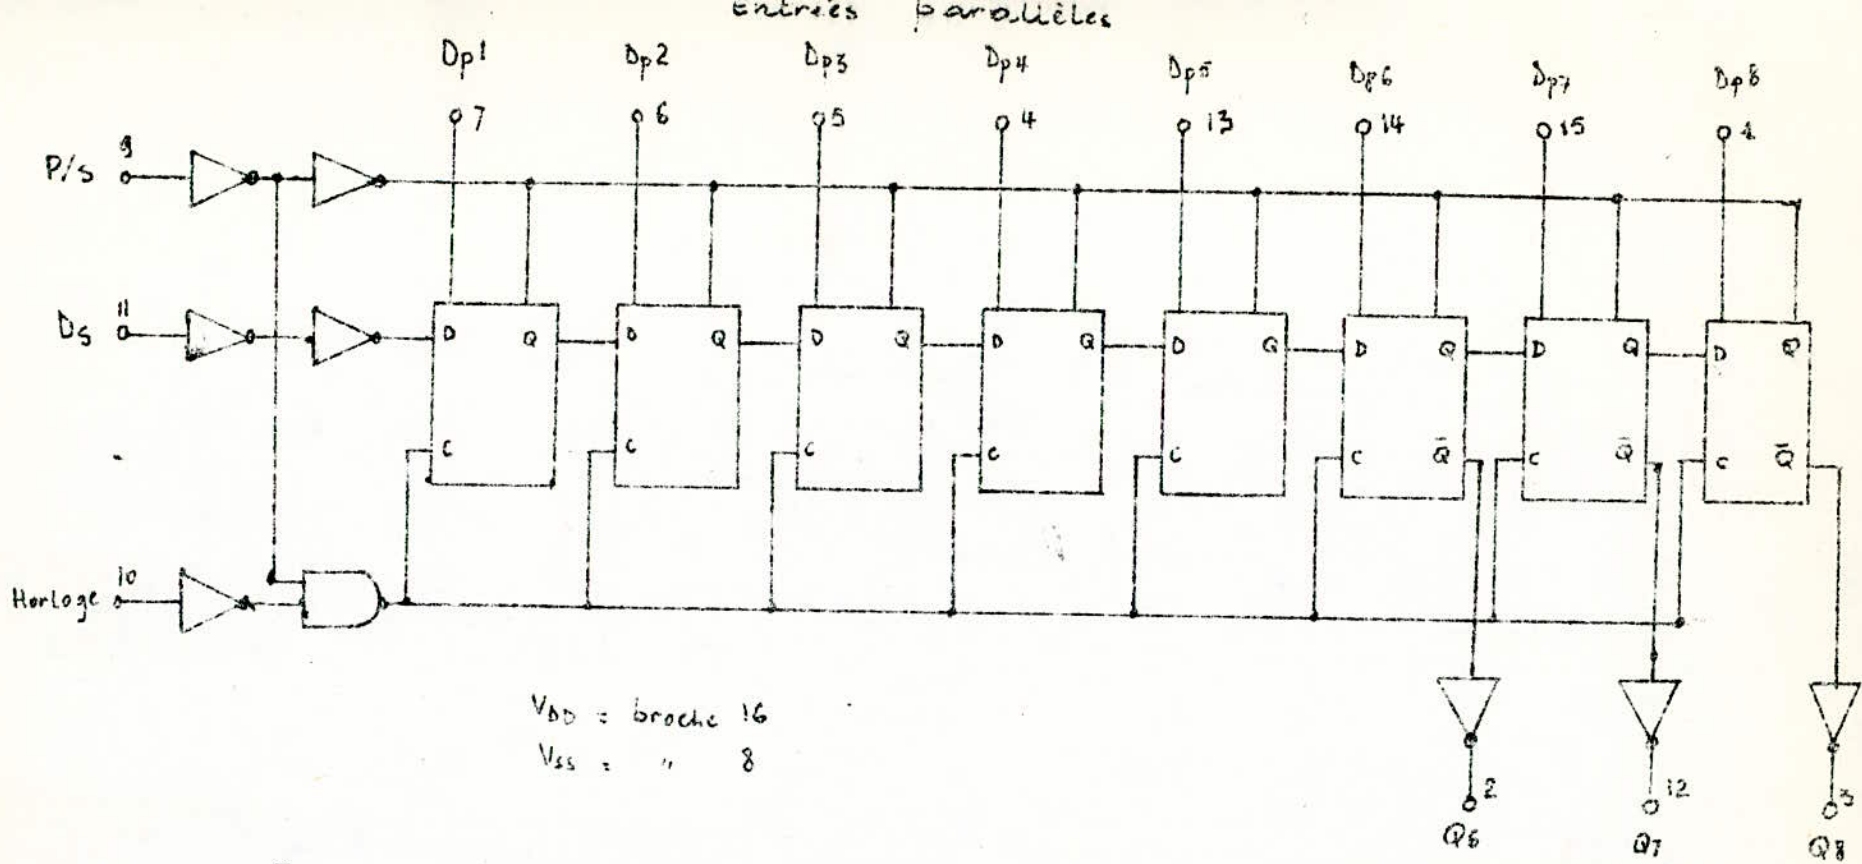 Entrées parallèles
Dp1 Dp2 Dp3 Dp4 Dp5 Dp6 Dp7 Dp8
7 6 5 4 13 14 15 1
P/S 9
Ds 11
D Q D Q D Q D Q D Q D Q D Q D Q
C C C C C C Q̄ C Q̄ C Q̄
Horloge 10
VDD = broche 16
VSS = " 8
2 12 3
Q6 Q7 Q8